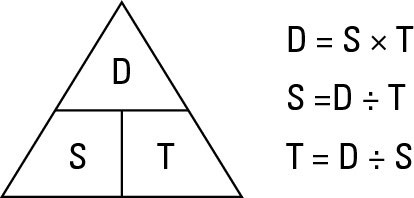 D
S T
D = S × T
S =D ÷ T
T = D ÷ S